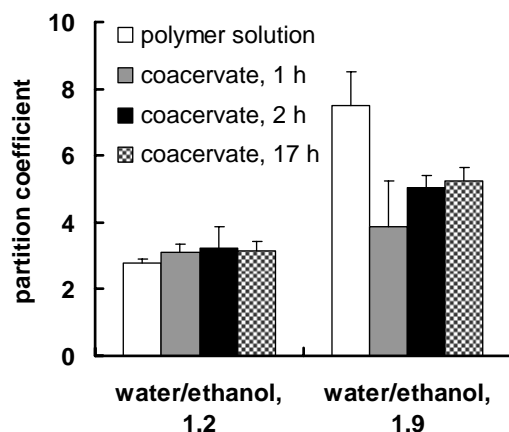 10
8
6
4
2
0
partition coefficient
polymer solution
coacervate, 1 h
coacervate, 2 h
coacervate, 17 h
water/ethanol,
1.2
water/ethanol,
1.9